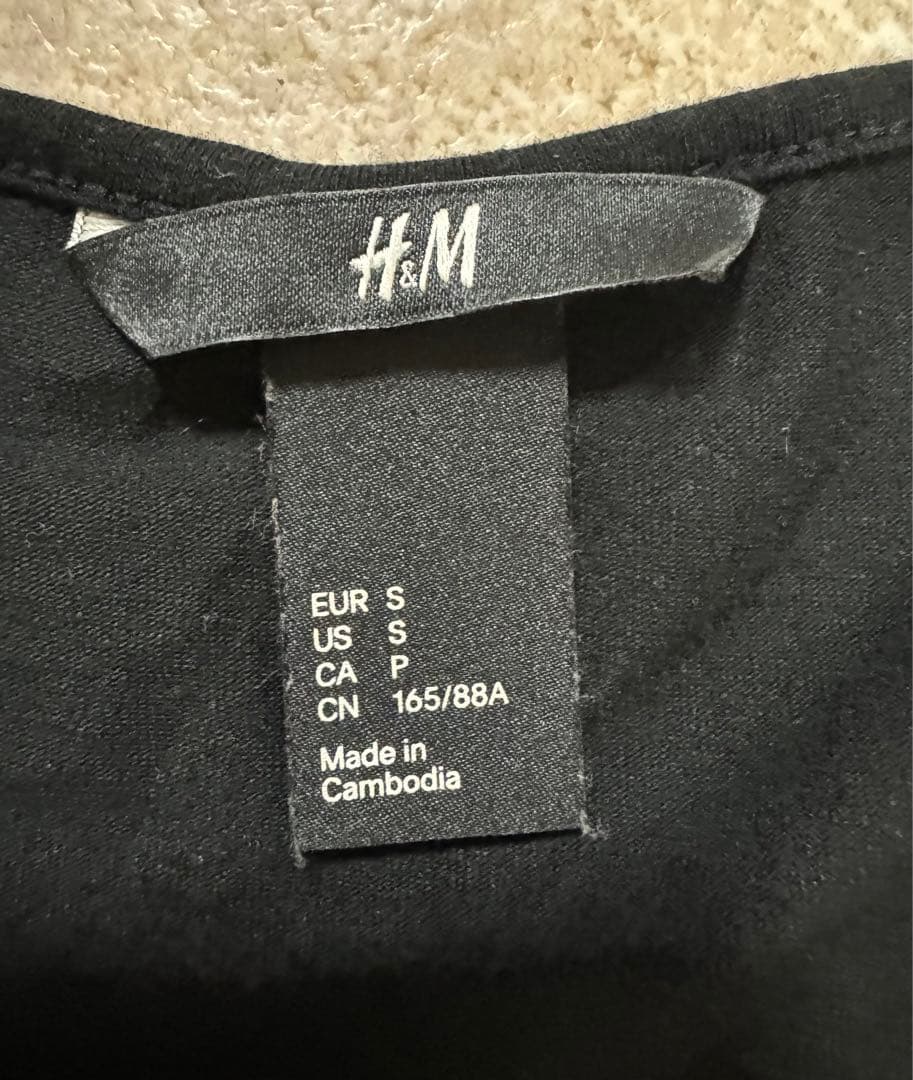 H&M
EUR S
US S
CA P
CN 165/88A
Made in
Cambodia